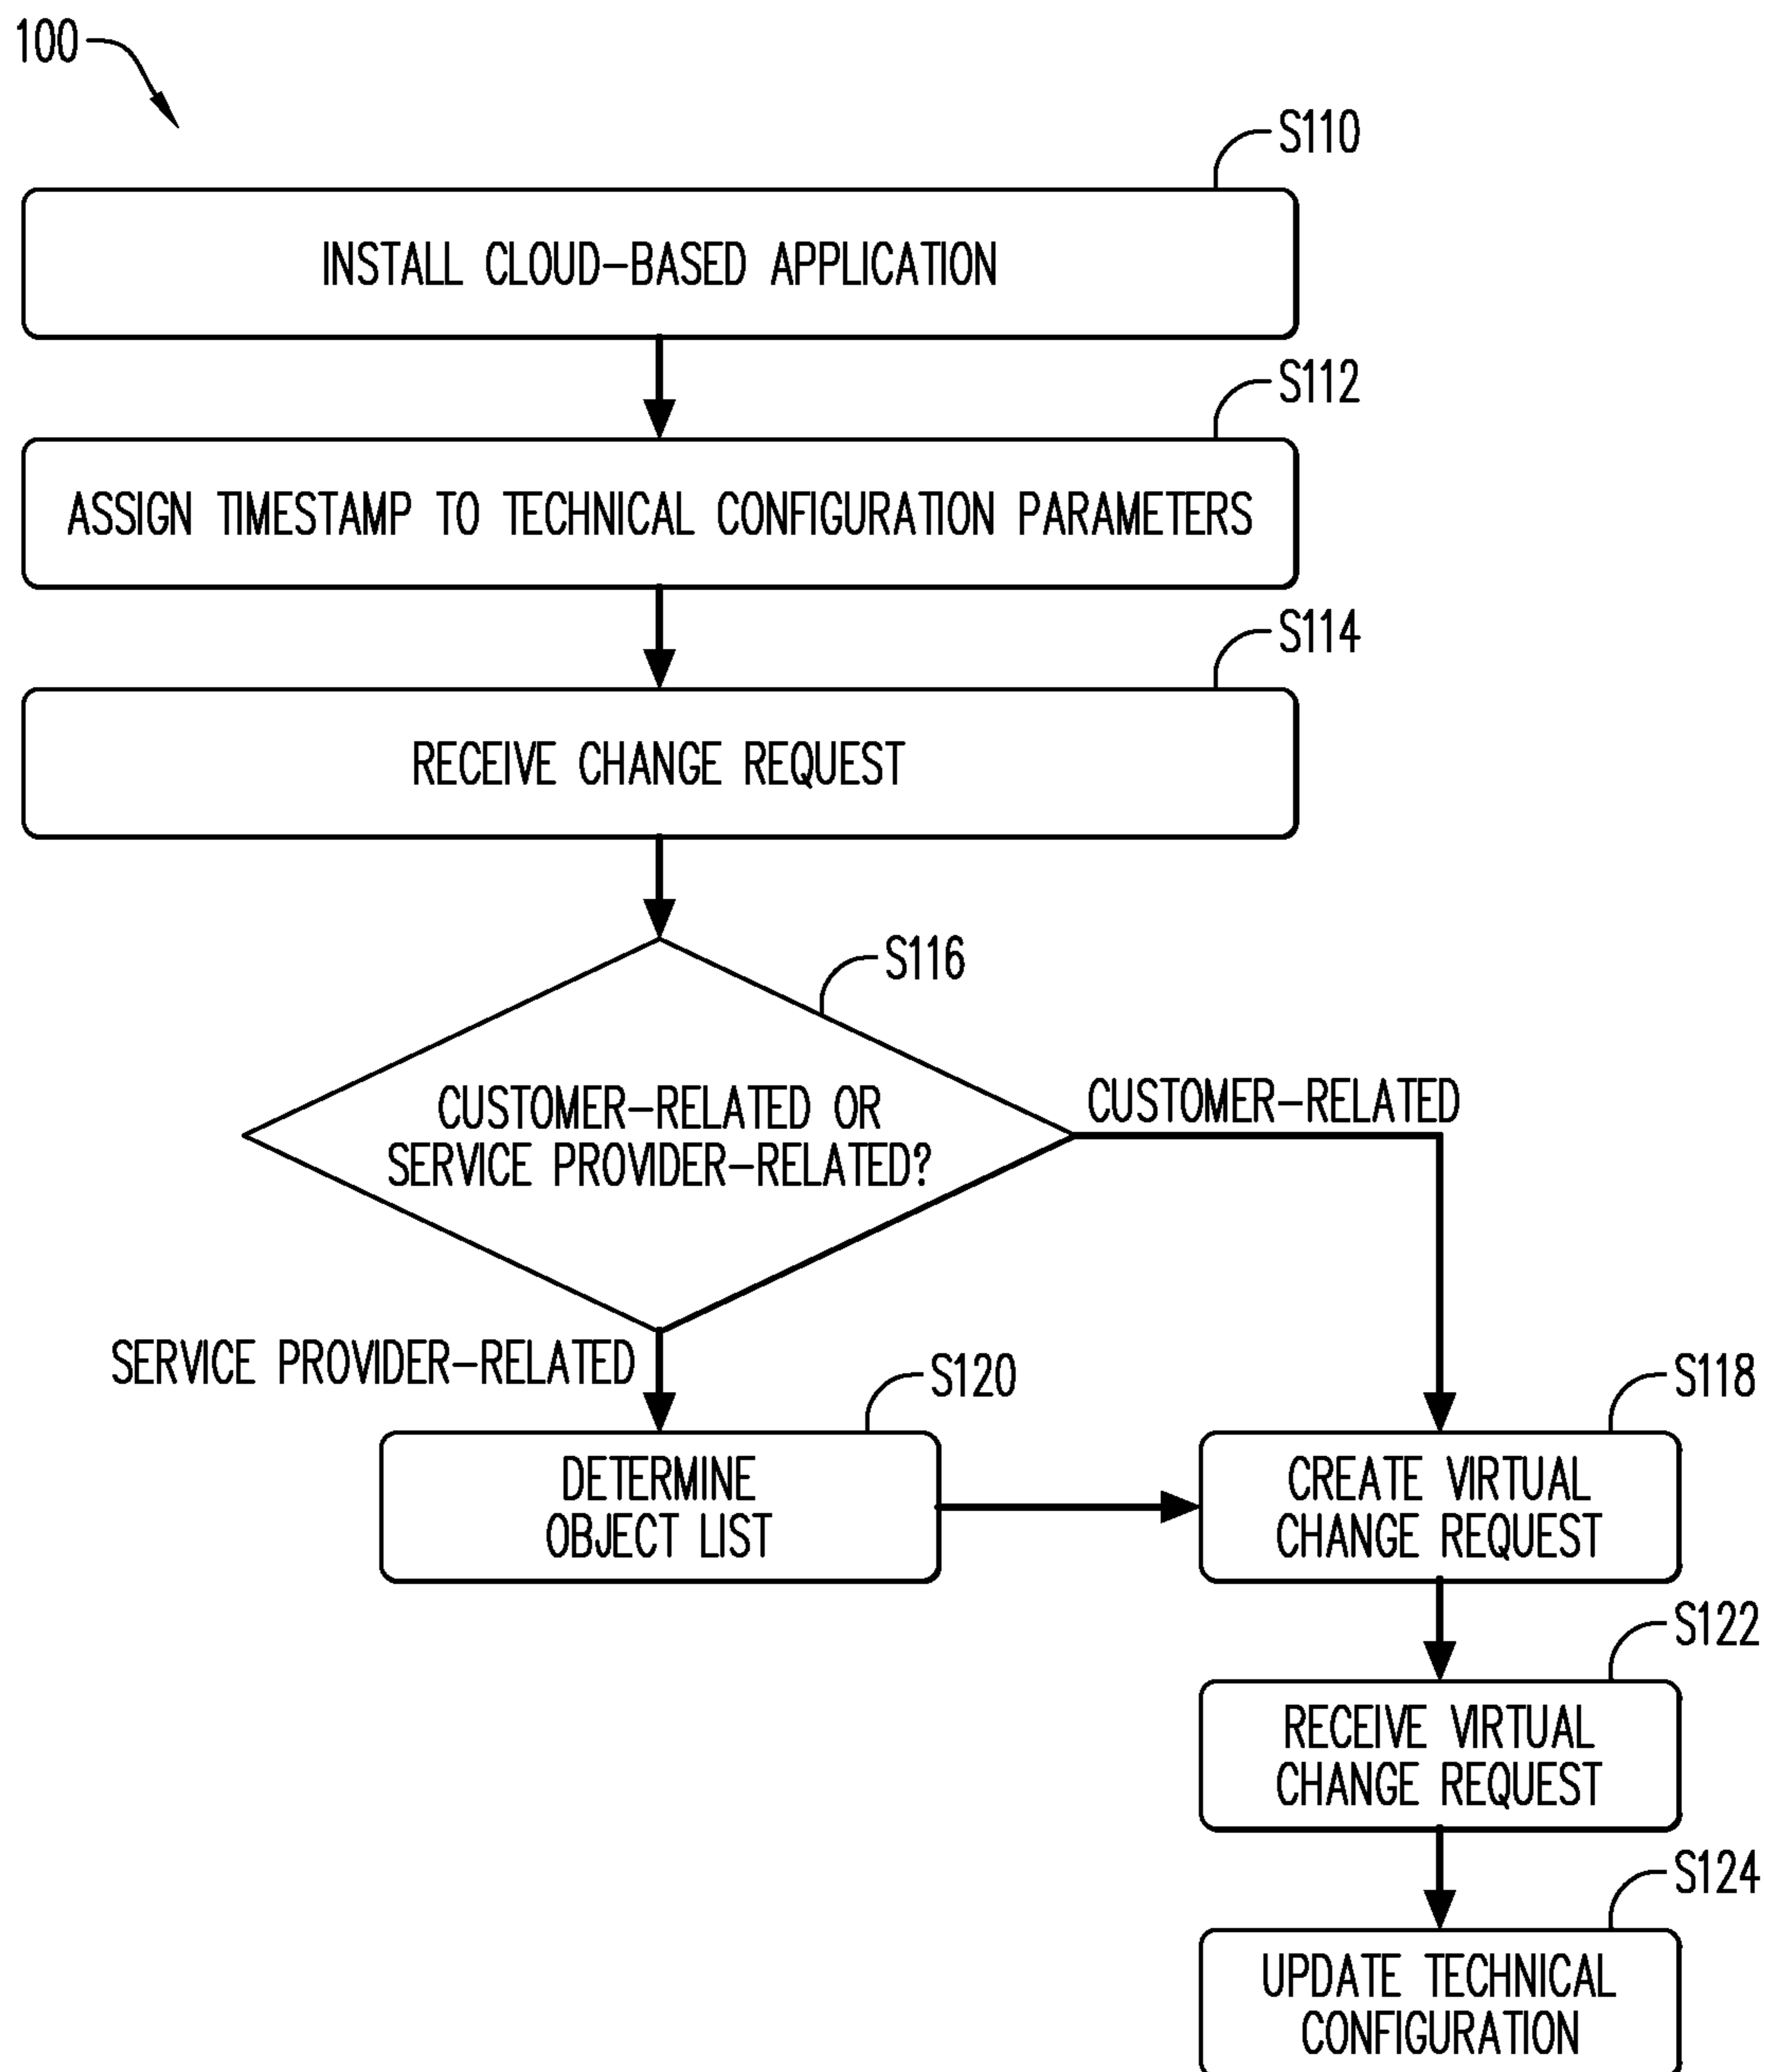 100
S110
INSTALL CLOUD-BASED APPLICATION
S112
ASSIGN TIMESTAMP TO TECHNICAL CONFIGURATION PARAMETERS
S114
RECEIVE CHANGE REQUEST
S116
CUSTOMER-RELATED OR
SERVICE PROVIDER-RELATED?
CUSTOMER-RELATED
SERVICE PROVIDER-RELATED
S120
DETERMINE
OBJECT LIST
S118
CREATE VIRTUAL
CHANGE REQUEST
S122
RECEIVE VIRTUAL
CHANGE REQUEST
S124
UPDATE TECHNICAL
CONFIGURATION